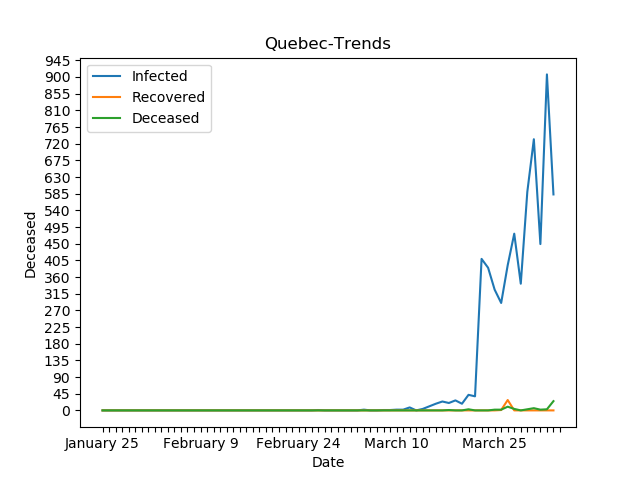 Quebec-Trends
945
900
855
810
765
720
675
630
585
540
495
450
405
360
315
270
225
180
135
90
45
0
Infected
Recovered
Deceased
Deceased
January 25
February 9
February 24
March 10
March 25
Date